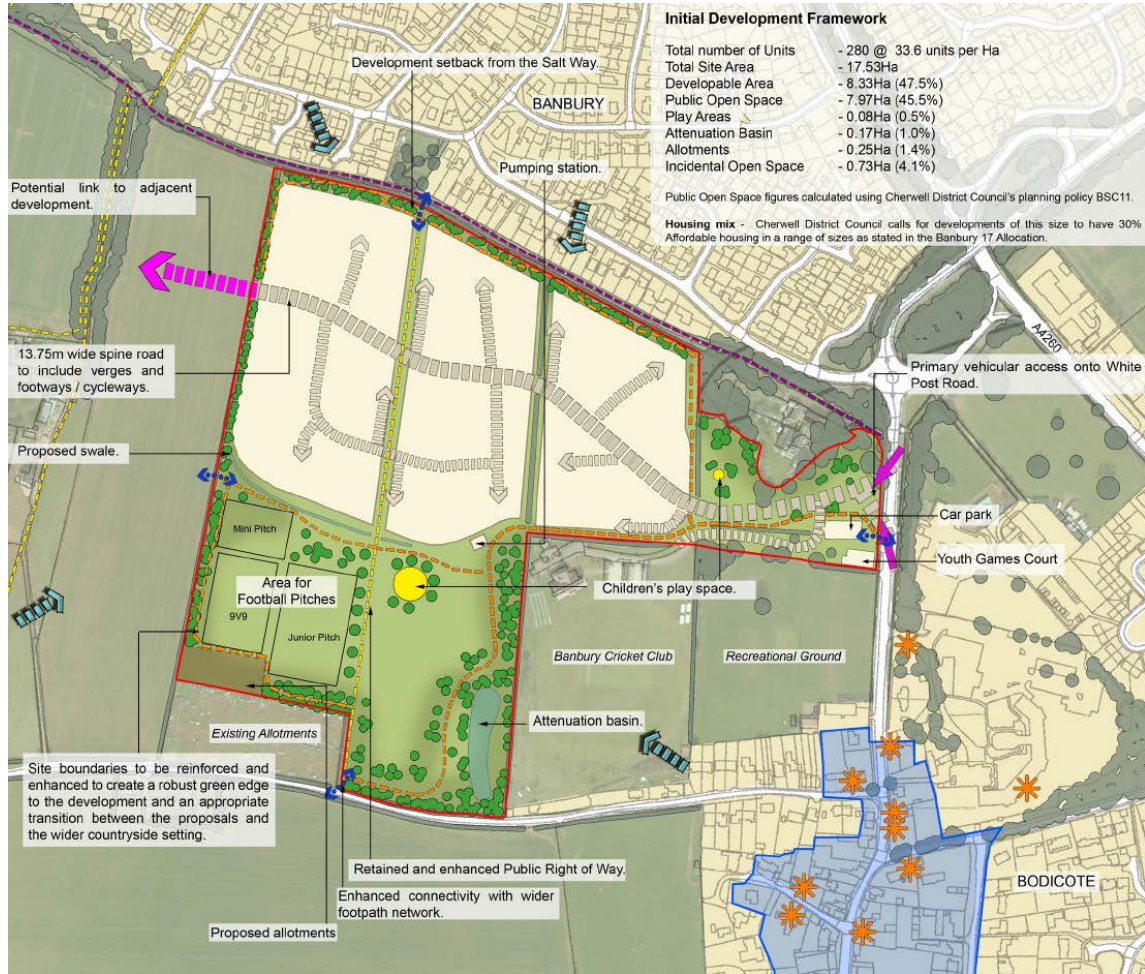 Initial Development Framework
Total number of Units - 280 @ 33.6 units per Ha
Total Site Area - 17.53Ha
Developable Area - 8.33Ha (47.5%)
Public Open Space - 7.97Ha (45.5%)
Play Areas - 0.08Ha (0.5%)
Attenuation Basin - 0.17Ha (1.0%)
Allotments - 0.25Ha (1.4%)
Incidental Open Space - 0.73Ha (4.1%)
Public Open Space figures calculated using Cherwell District Council's planning policy BSC11.
Housing mix - Cherwell District Council calls for developments of this size to have 30%
Affordable housing in a range of sizes as stated in the Banbury 17 Allocation.
Development setback from the Salt Way.
BANBURY
Pumping station.
Potential link to adjacent
development.
A4260
13.75m wide spine road
to include verges and
footways / cycleways.
Primary vehicular access onto White
Post Road.
Proposed swale.
Car park
Youth Games Court
Mini Pitch
Area for
Football Pitches
9V9
Junior Pitch
Children's play space.
Banbury Cricket Club
Recreational Ground
Existing Allotments
Attenuation basin.
Site boundaries to be reinforced and
enhanced to create a robust green edge
to the development and an appropriate
transition between the proposals and
the wider countryside setting.
Retained and enhanced Public Right of Way.
Enhanced connectivity with wider
footpath network.
Proposed allotments
BODICOTE